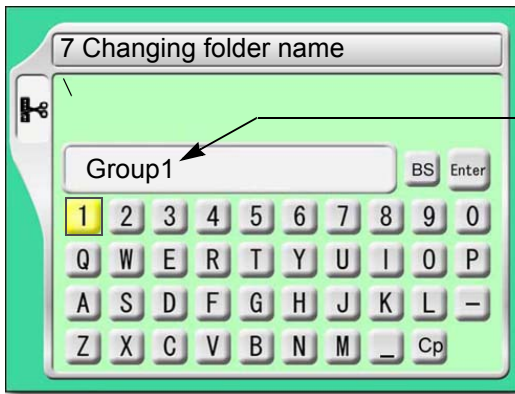 7 Changing folder name
\
Group1
BS Enter
1 2 3 4 5 6 7 8 9 0
Q W E R T Y U I O P
A S D F G H J K L –
Z X C V B N M _ Cp